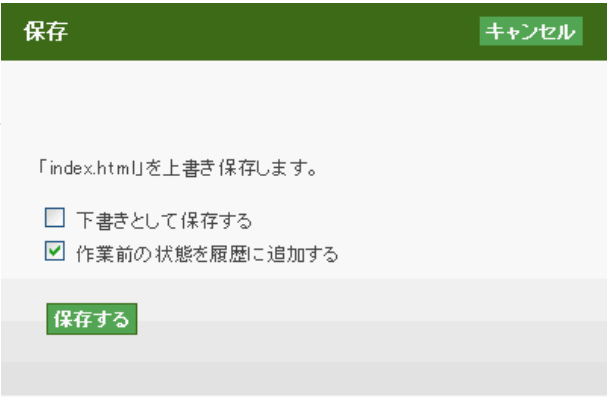 保存
キャンセル
「index.html」を上書き保存します。
下書きとして保存する
作業前の状態を履歴に追加する
保存する